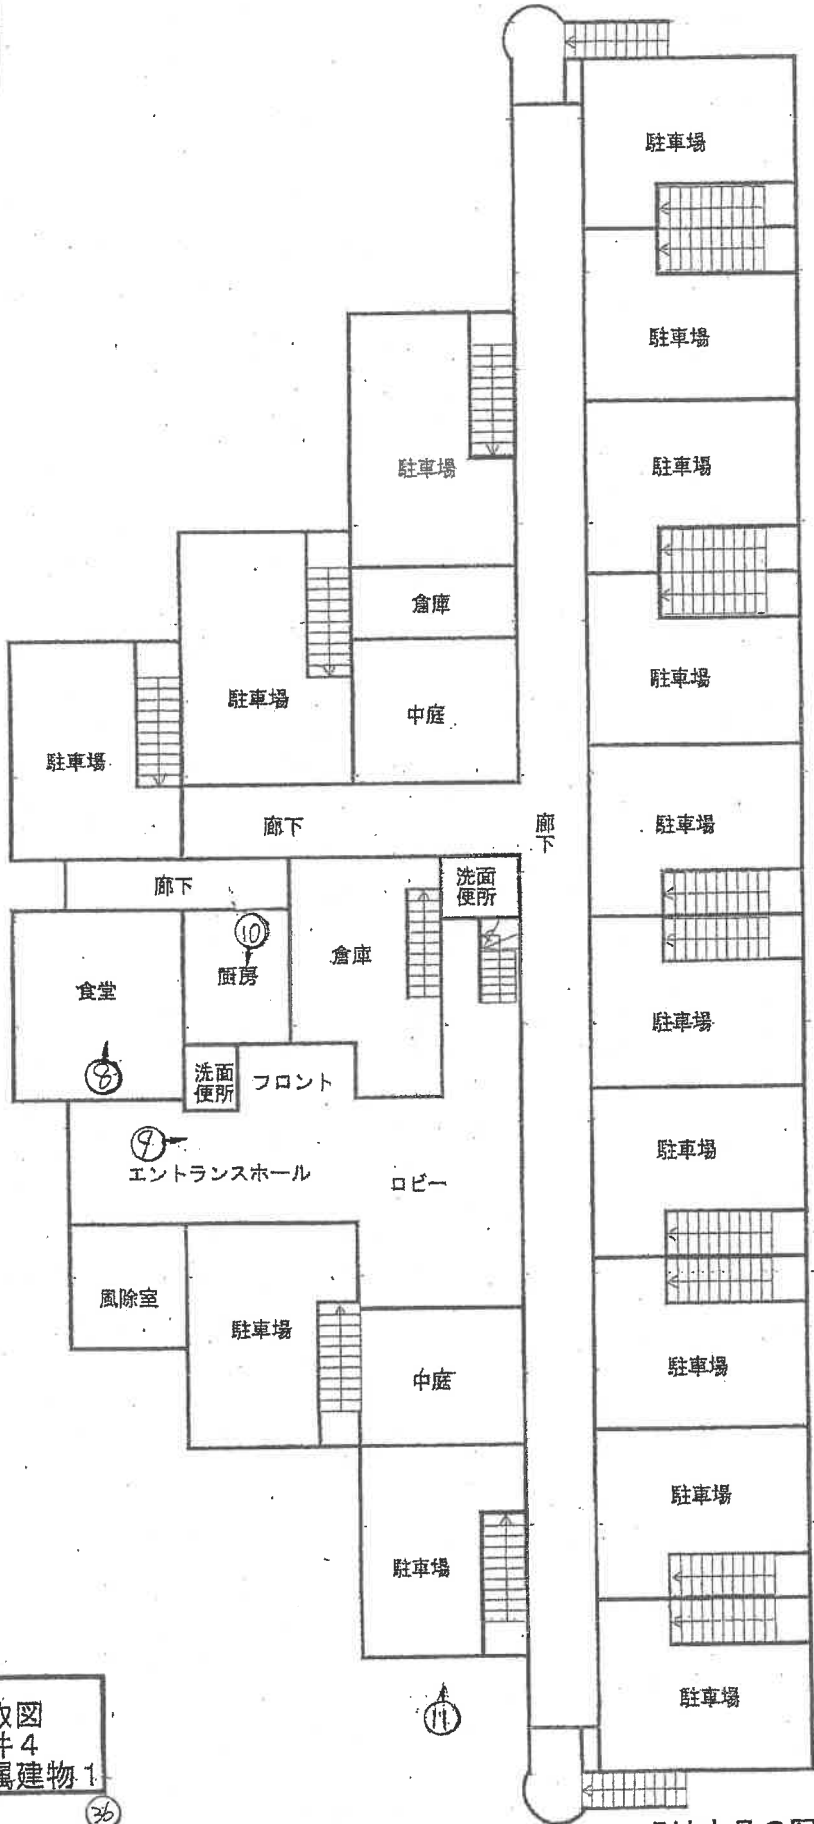 駐車場
駐車場
駐車場
駐車場
倉庫
駐車場
駐車場
駐車場
中庭
駐車場
廊下
廊下
駐車場
廊下
洗面
便所
⑩
厨房
倉庫
食堂
駐車場
⑧
洗面
便所
フロント
⑨
エントランスホール
ロビー
駐車場
風除室
駐車場
中庭
駐車場
駐車場
駐車場
駐車場
⑪
図
4
建物1
㊱